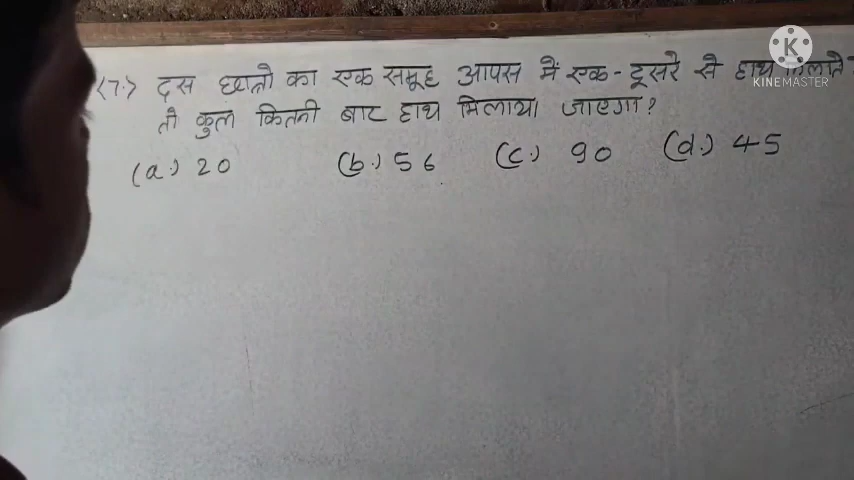 (7.) दस छात्रो का एक समूह आपस में एक-दूसरे से हाथ मिलाते-
तो कुल कितनी बार हाथ मिलाया जाएगा?
(a.) 20 (b.) 56 (c.) 90 (d.) 45
K
KINEMASTER